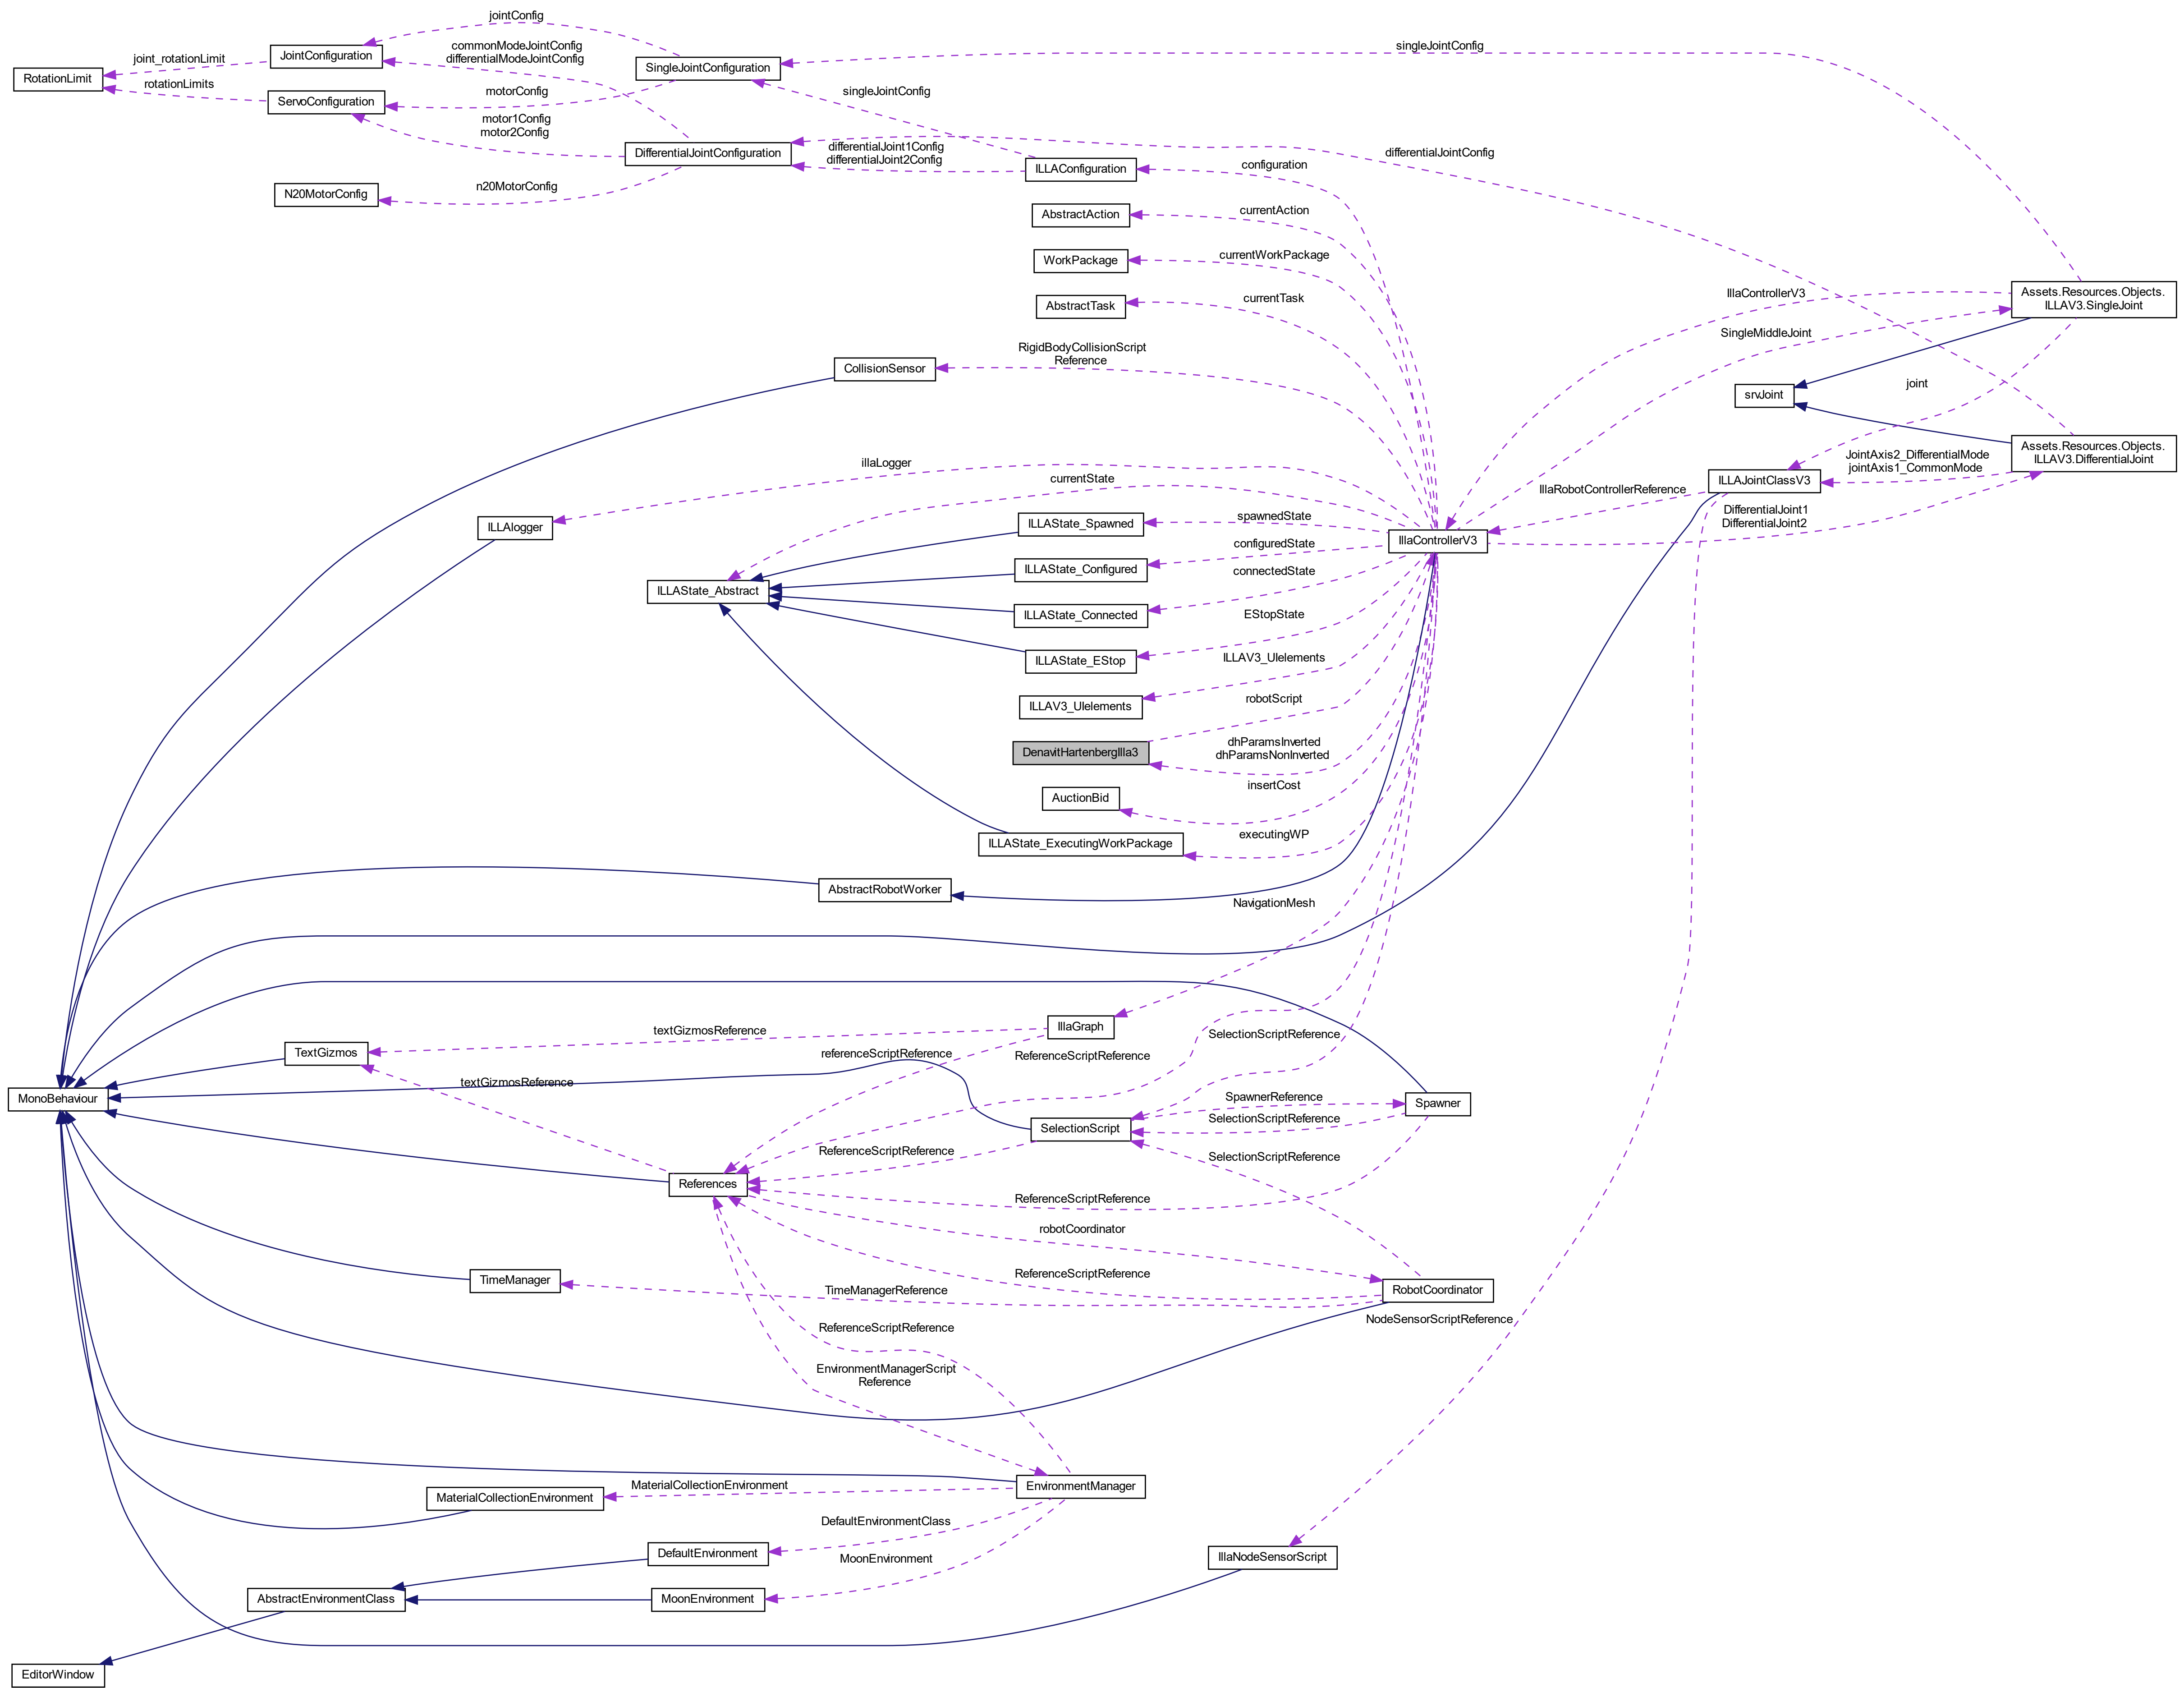 jointConfig
singleJointConfig
JointConfiguration
commonModeJointConfig
differentialModeJointConfig
joint_rotationLimit
RotationLimit
SingleJointConfiguration
rotationLimits
ServoConfiguration
motorConfig
singleJointConfig
motor1Config
motor2Config
DifferentialJointConfiguration
differentialJoint1Config
differentialJoint2Config
ILLAConfiguration
configuration
differentialJointConfig
N20MotorConfig
n20MotorConfig
AbstractAction
currentAction
WorkPackage
currentWorkPackage
AbstractTask
currentTask
IllaControllerV3
Assets.Resources.Objects.
ILLAV3.SingleJoint
SingleMiddleJoint
RigidBodyCollisionScript
Reference
CollisionSensor
srvJoint
joint
illaLogger
currentState
JointAxis2_DifferentialMode
jointAxis1_CommonMode
Assets.Resources.Objects.
ILLAV3.DifferentialJoint
ILLAJointClassV3
IllaRobotControllerReference
DifferentialJoint1
DifferentialJoint2
ILLAlogger
ILLAState_Spawned
spawnedState
IllaControllerV3
ILLAState_Configured
configuredState
connectedState
ILLAState_Abstract
ILLAState_Connected
EStopState
ILLAState_EStop
ILLAV3_UIelements
ILLAV3_UIelements
robotScript
DenavitHartenbergIlla3
dhParamsInverted
dhParamsNonInverted
insertCost
AuctionBid
executingWP
ILLAState_ExecutingWorkPackage
AbstractRobotWorker
NavigationMesh
IllaGraph
textGizmosReference
TextGizmos
referenceScriptReference
ReferenceScriptReference
SelectionScriptReference
textGizmosReference
MonoBehaviour
SpawnerReference
Spawner
SelectionScriptReference
SelectionScript
ReferenceScriptReference
SelectionScriptReference
References
ReferenceScriptReference
robotCoordinator
ReferenceScriptReference
TimeManager
TimeManagerReference
RobotCoordinator
ReferenceScriptReference
NodeSensorScriptReference
EnvironmentManagerScript
Reference
EnvironmentManager
MaterialCollectionEnvironment
MaterialCollectionEnvironment
DefaultEnvironmentClass
DefaultEnvironment
MoonEnvironment
IllaNodeSensorScript
AbstractEnvironmentClass
MoonEnvironment
EditorWindow